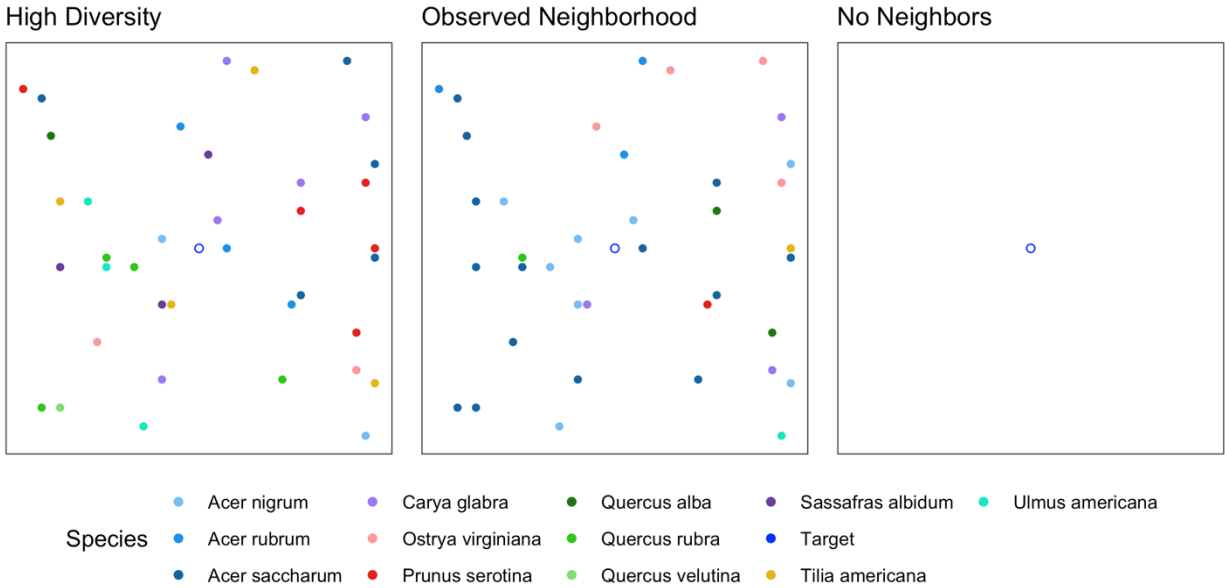 High Diversity
Observed Neighborhood
No Neighbors
Acer nigrum Carya glabra Quercus alba Sassafras albidum Ulmus americana
Species Acer rubrum Ostrya virginiana Quercus rubra Target
Acer saccharum Prunus serotina Quercus velutina Tilia americana